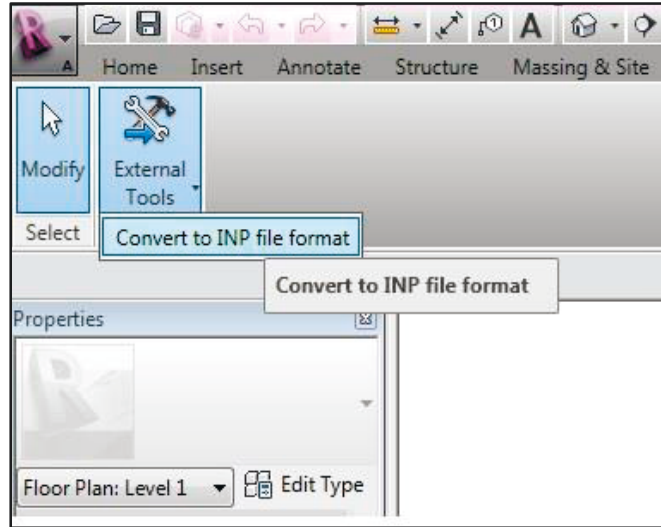 A
Home Insert Annotate Structure Massing & Site
Modify
External
Tools
Select
Convert to INP file format
Convert to INP file format
Properties
Floor Plan: Level 1 Edit Type